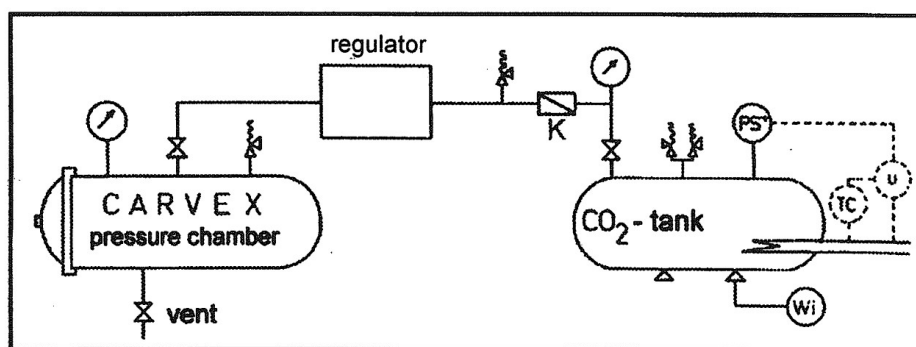 regulator
K
PS+
U
TC
CARVEX
pressure chamber
CO₂-tank
vent
Wi